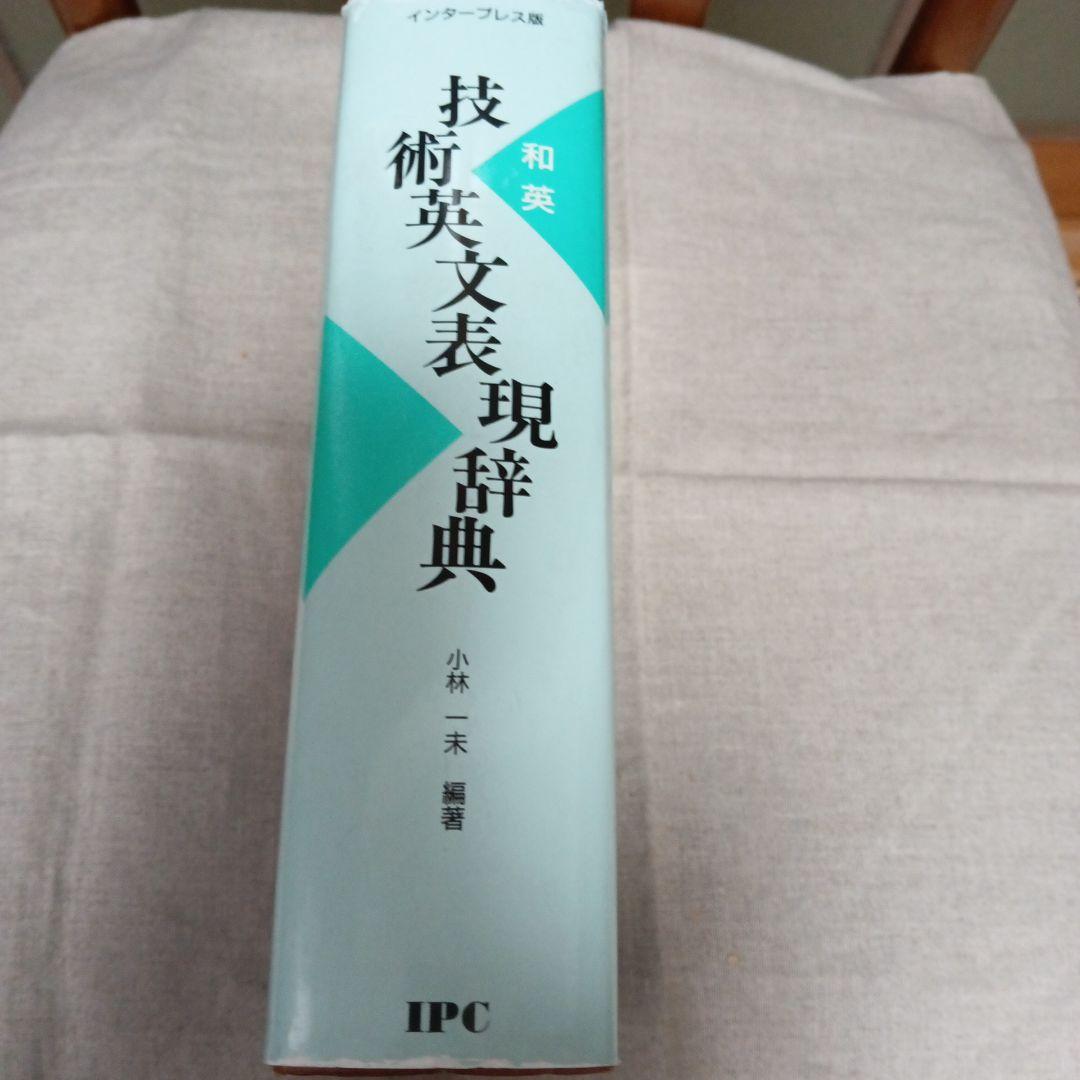 インタープレス版
和英
技術英文表現辞典
小林 一未 編著
IPC